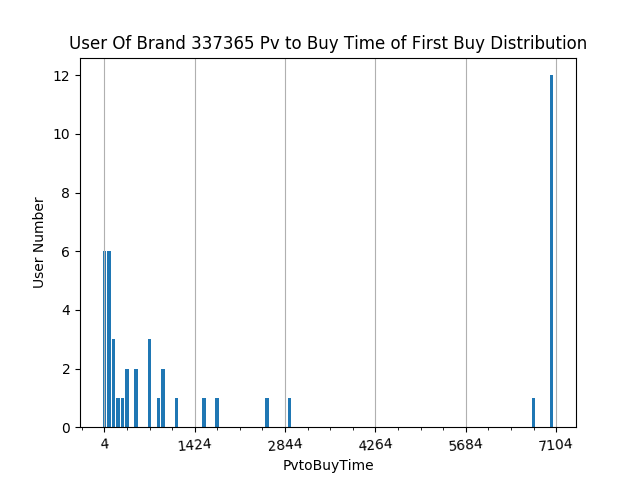 User Of Brand 337365 Pv to Buy Time of First Buy Distribution
12
10
8
6
4
2
0
User Number
4 1424 2844 4264 5684 7104
PvtoBuyTime